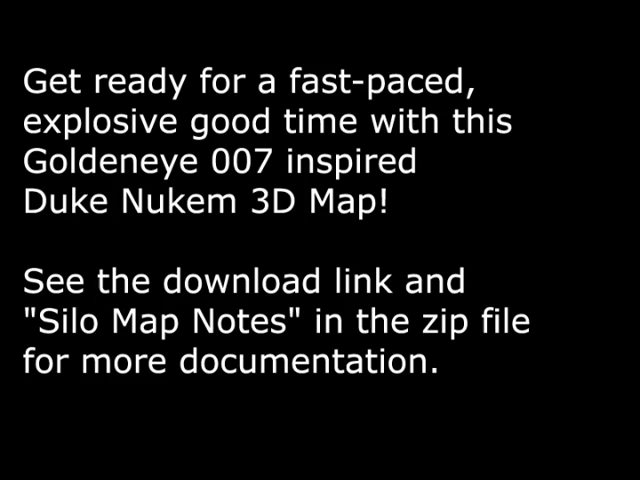 Get ready for a fast-paced,
explosive good time with this
Goldeneye 007 inspired
Duke Nukem 3D Map!
See the download link and
"Silo Map Notes" in the zip file
for more documentation.